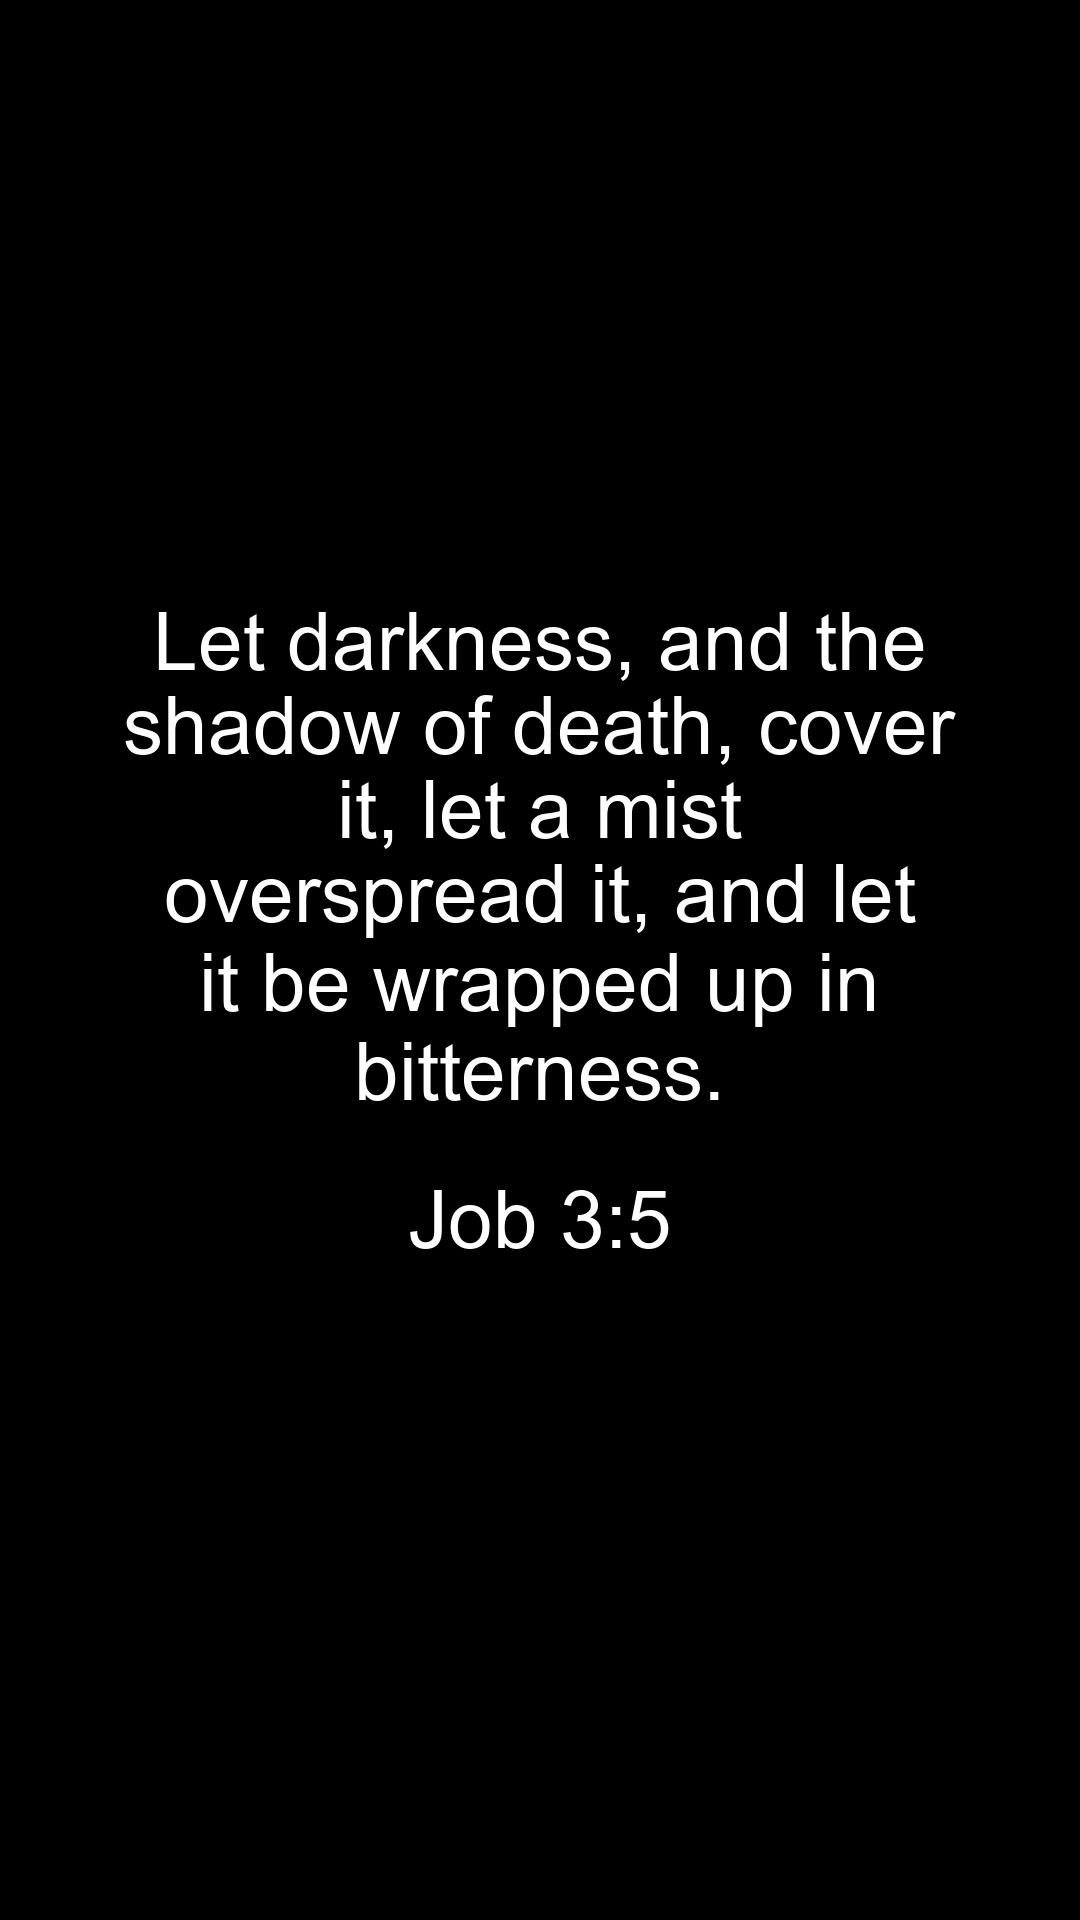 Let darkness, and the
shadow of death, cover
it, let a mist
overspread it, and let
it be wrapped up in
bitterness.
Job 3:5